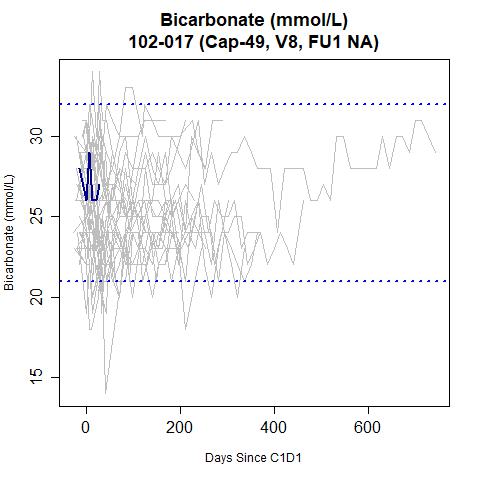 Bicarbonate (mmol/L)
102-017 (Cap-49, V8, FU1 NA)
Bicarbonate (mmol/L)
30
25
20
15
0
200
400
600
Days Since C1D1